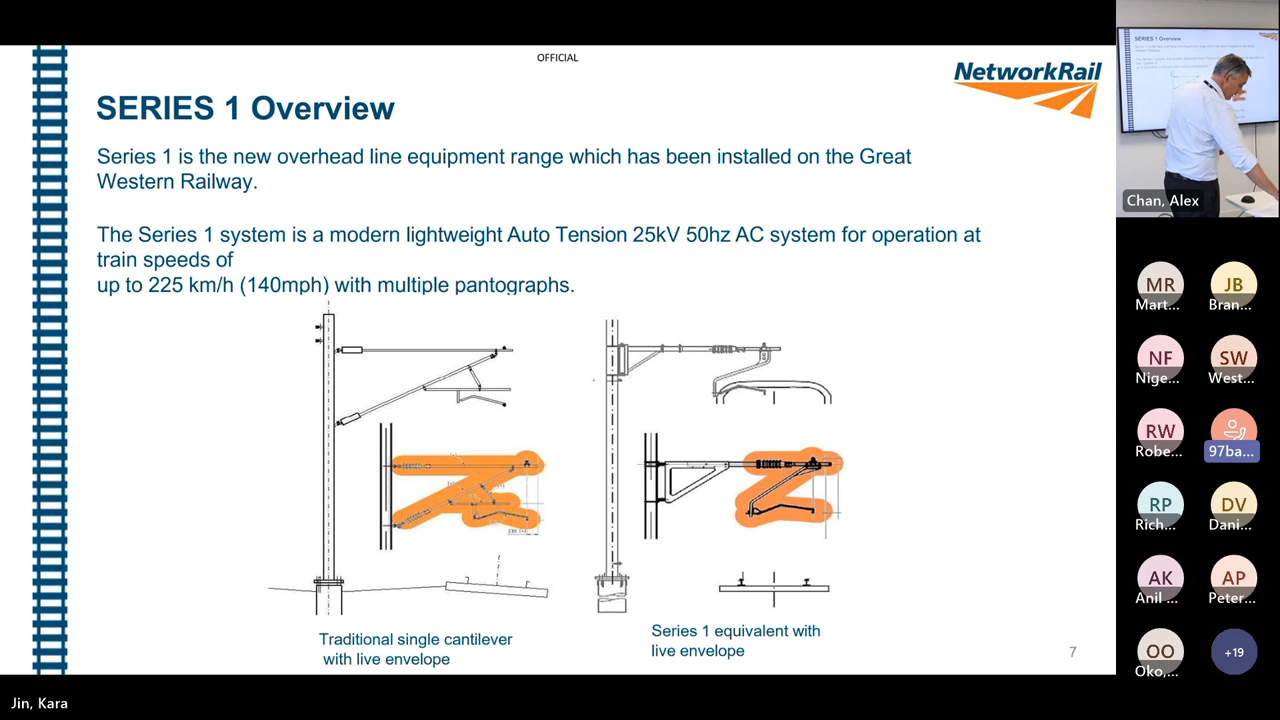 OFFICIAL
NetworkRail
SERIES 1 Overview
Series 1 is the new overhead line equipment range which has been installed on the Great
Western Railway.
The Series 1 system is a modern lightweight Auto Tension 25kV 50hz AC system for operation at
train speeds of
up to 225 km/h (140mph) with multiple pantographs.
Traditional single cantilever
with live envelope
Series 1 equivalent with
live envelope
7
SERIES 1 Overview
Chan, Alex
MR
Mart...
JB
Bran...
NF
Nige...
SW
West...
RW
Robe...
97ba...
RP
Rich...
DV
Dani...
AK
Anil ...
AP
Peter...
OO
Oko,...
+19
Jin, Kara